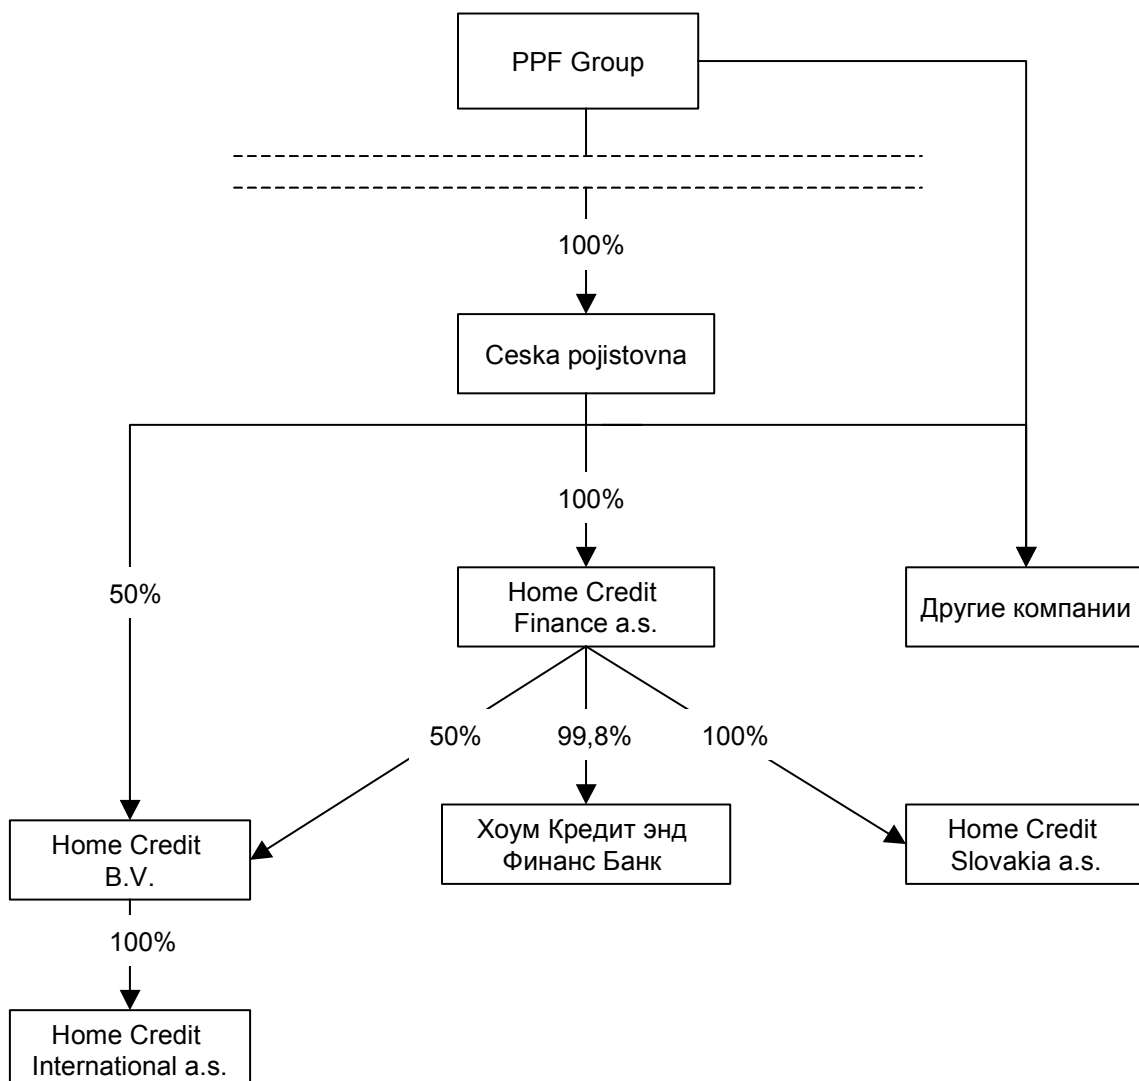 PPF Group
100%
Ceska pojistovna
100%
50%
Home Credit
Finance a.s.
Другие компании
50%
99,8%
100%
Home Credit
B.V.
Хоум Кредит энд
Финанс Банк
Home Credit
Slovakia a.s.
100%
Home Credit
International a.s.